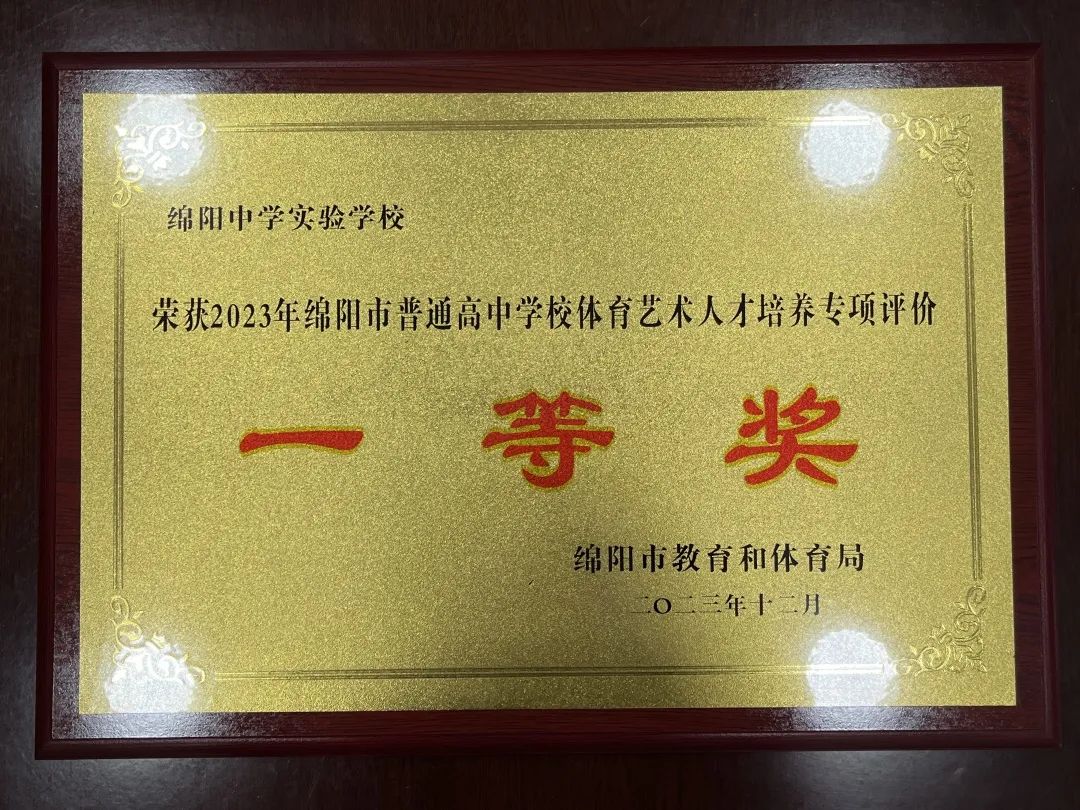 绵阳中学实验学校
荣获2023年绵阳市普通高中学校体育艺术人才培养专项评价
一等奖
绵阳市教育和体育局
二〇二三年十二月